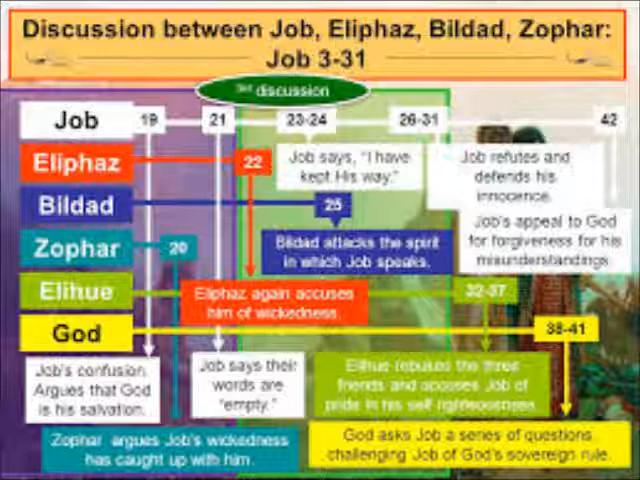 Discussion between Job, Eliphaz, Bildad, Zophar:
Job 3-31
discussion
Job 19 21 23-24 26-31 42
Eliphaz 22
Job says, "I have
kept His way."
Job refutes and
defends his
innocence.
Bildad 25
Job's appeal to God
for forgiveness for his
misunderstandings.
Zophar 20
Bildad attacks the spirit
in which Job speaks.
Elihue 32-37
Eliphaz again accuses
him of wickedness.
God 38-41
Job's confusion.
Argues that God
is his salvation.
Job says their
words are
"empty."
Elihue rebuked the three
friends and accuses Job of
pride in his self righteousness
Zophar argues Job's wickedness
has caught up with him.
God asks Job a series of questions
challenging Job of God's sovereign rule.